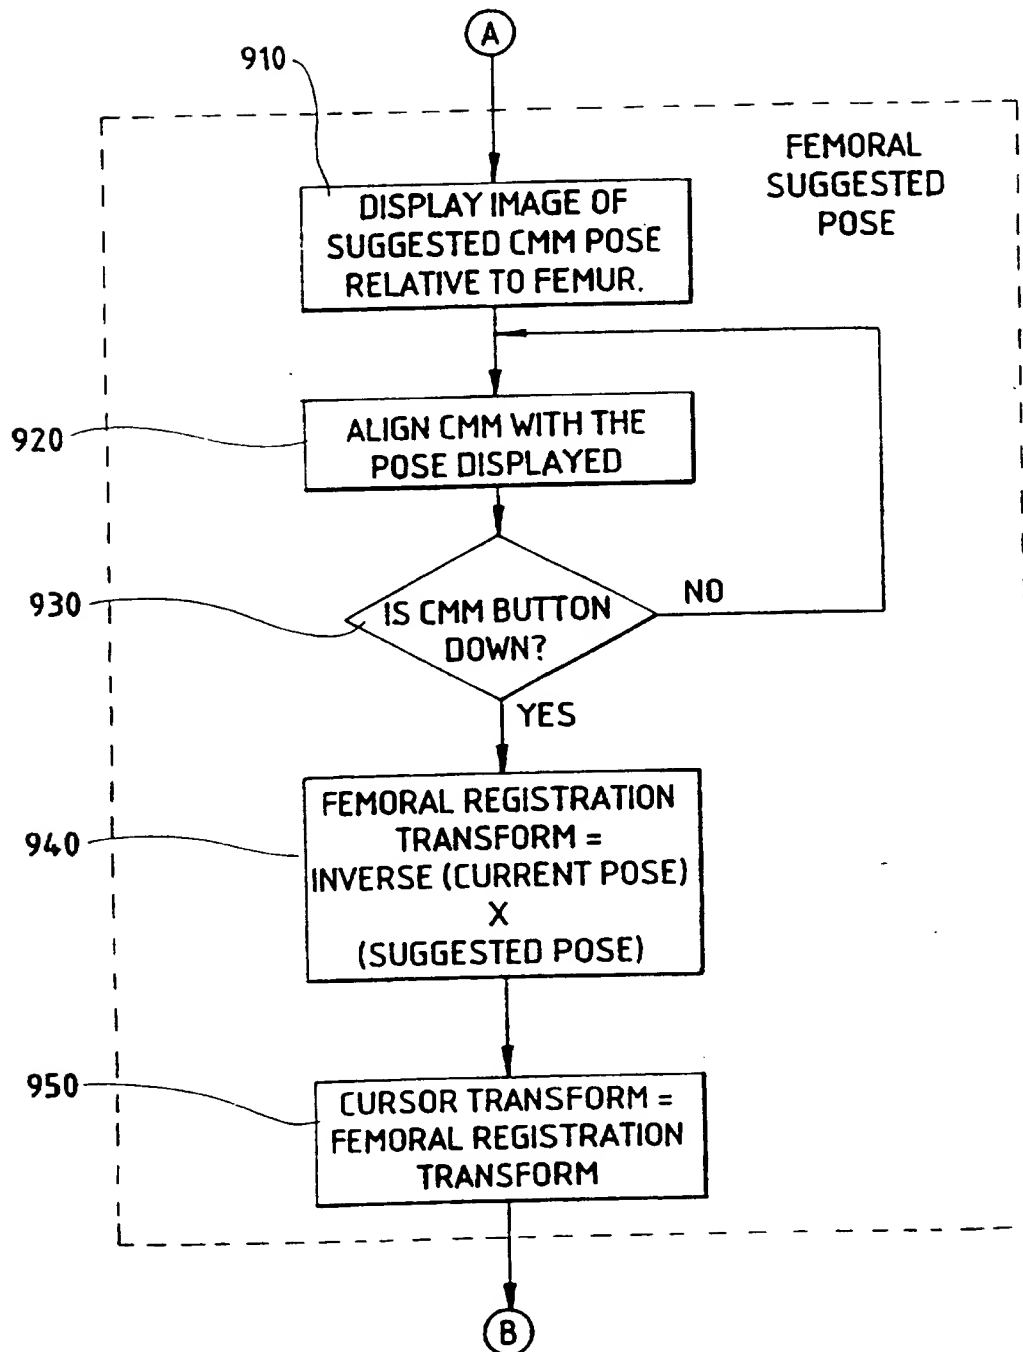 A
910
FEMORAL
SUGGESTED
POSE
DISPLAY IMAGE OF
SUGGESTED CMM POSE
RELATIVE TO FEMUR.
920
ALIGN CMM WITH THE
POSE DISPLAYED
930
IS CMM BUTTON
DOWN?
NO
YES
940
FEMORAL REGISTRATION
TRANSFORM =
INVERSE (CURRENT POSE)
X
(SUGGESTED POSE)
950
CURSOR TRANSFORM =
FEMORAL REGISTRATION
TRANSFORM
B